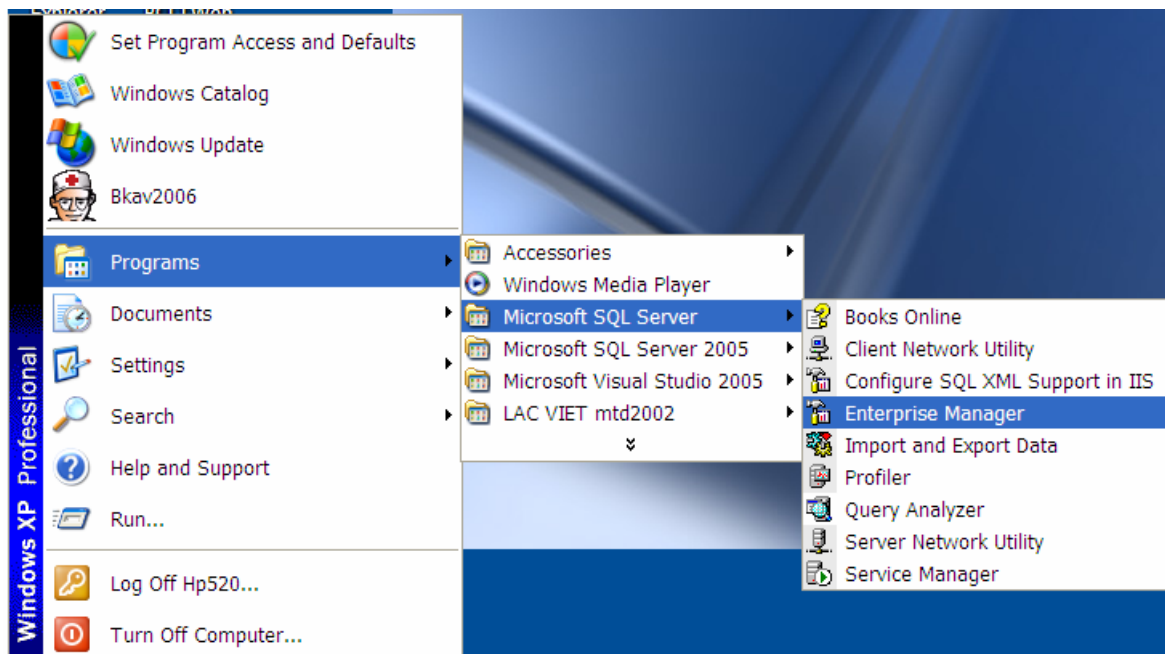 Set Program Access and Defaults
Windows Catalog
Windows Update
Bkav2006
Programs
Documents
Settings
Search
Help and Support
Run...
Log Off Hp520...
Turn Off Computer...
Windows XP Professional
Accessories
Windows Media Player
Microsoft SQL Server
Microsoft SQL Server 2005
Microsoft Visual Studio 2005
LAC VIET mtd2002
Books Online
Client Network Utility
Configure SQL XML Support in IIS
Enterprise Manager
Import and Export Data
Profiler
Query Analyzer
Server Network Utility
Service Manager